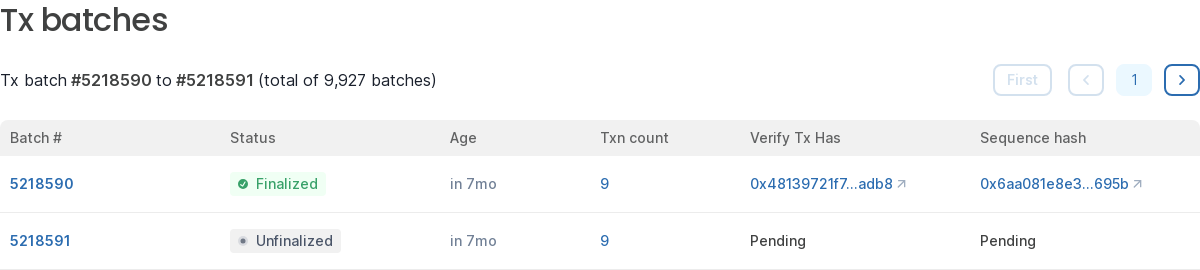 Tx batches
Tx batch #5218590 to #5218591 (total of 9,927 batches)
First 1
Batch # Status Age Txn count Verify Tx Has Sequence hash
5218590 Finalized in 7mo 9 0x48139721f7...adb8 0x6aa081e8e3...695b
5218591 Unfinalized in 7mo 9 Pending Pending